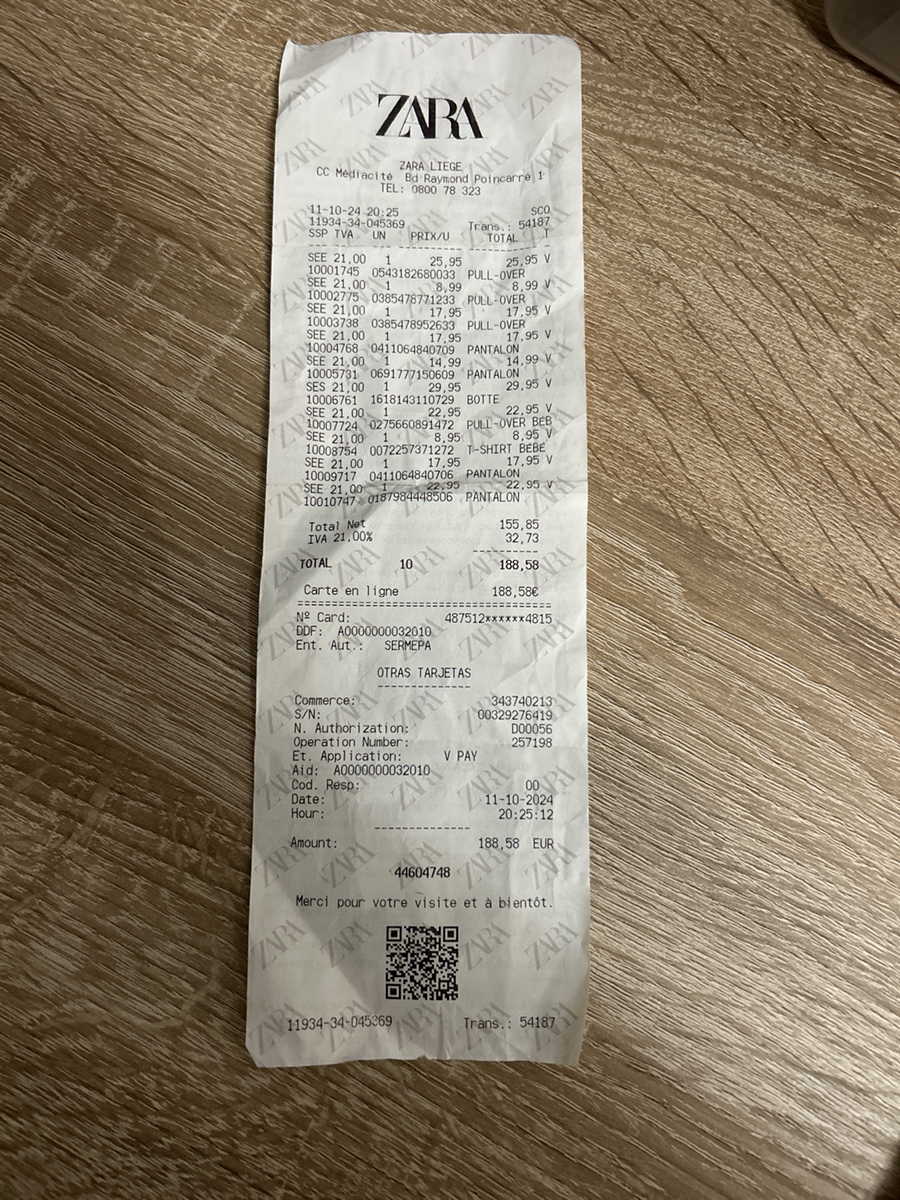 ZARA
ZARA LIEGE
CC Médiacité Bd Raymond Poincarré 1
TEL: 0800 78 323
11-10-24 20:25 SCO
11934-34-045369 Trans.: 54187
SSP TVA UN PRIX/U TOTAL T
SEE 21,00 1 25,95 25,95 V
10001745 0543182680033 PULL-OVER
SEE 21,00 1 8,99 8,99 V
10002775 0385478771233 PULL-OVER
SEE 21,00 1 17,95 17,95 V
10003738 0385478952633 PULL-OVER
SEE 21,00 1 17,95 17,95 V
10004768 0411064840709 PANTALON
SEE 21,00 1 14,99 14,99 V
10005731 0691777150609 PANTALON
SES 21,00 1 29,95 29,95 V
10006761 1618143110729 BOTTE
SEE 21,00 1 22,95 22,95 V
10007724 0275660891472 PULL-OVER BEB
SEE 21,00 1 8,95 8,95 V
10008754 0072257371272 T-SHIRT BEBE
SEE 21,00 1 17,95 17,95 V
10009717 0411064840706 PANTALON
SEE 21,00 1 22,95 22,95 V
10010747 0187984448506 PANTALON
Total Net 155,85
IVA 21,00% 32,73
TOTAL 10 188,58
Carte en ligne 188,58€
Nº Card: 487512******4815
DDF: A0000000032010
Ent. Aut.: SERMEPA
OTRAS TARJETAS
Commerce: 343740213
S/N: 00329276419
N. Authorization: D00056
Operation Number: 257198
Et. Application: V PAY
Aid: A0000000032010
Cod. Resp: 00
Date: 11-10-2024
Hour: 20:25:12
Amount: 188,58 EUR
44604748
Merci pour votre visite et à bientôt.
11934-34-045369 Trans.: 54187